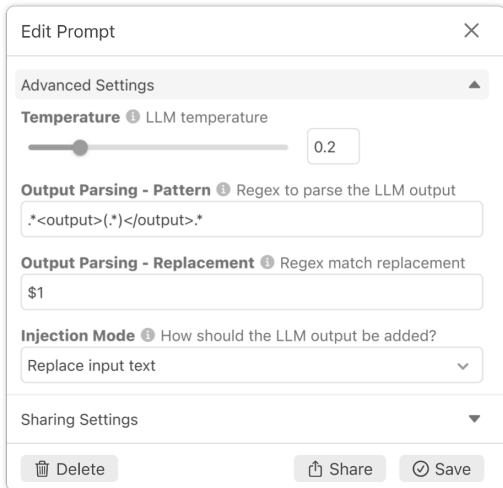 Edit Prompt
Advanced Settings
Temperature LLM temperature
0.2
Output Parsing - Pattern Regex to parse the LLM output
.*<output>(.*)</output>.*
Output Parsing - Replacement Regex match replacement
$1
Injection Mode How should the LLM output be added?
Replace input text
Sharing Settings
Delete Share Save